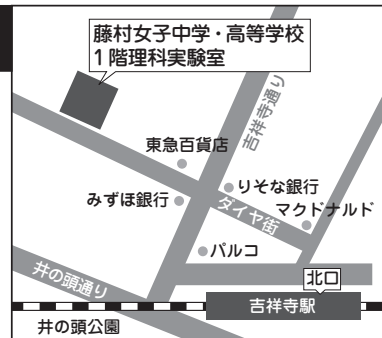 藤村女子中学・高等学校
1階理科実験室
吉祥寺通り
東急百貨店
りそな銀行
みずほ銀行
ダイヤ街
マクドナルド
パルコ
井の頭通り
北口
吉祥寺駅
井の頭公園